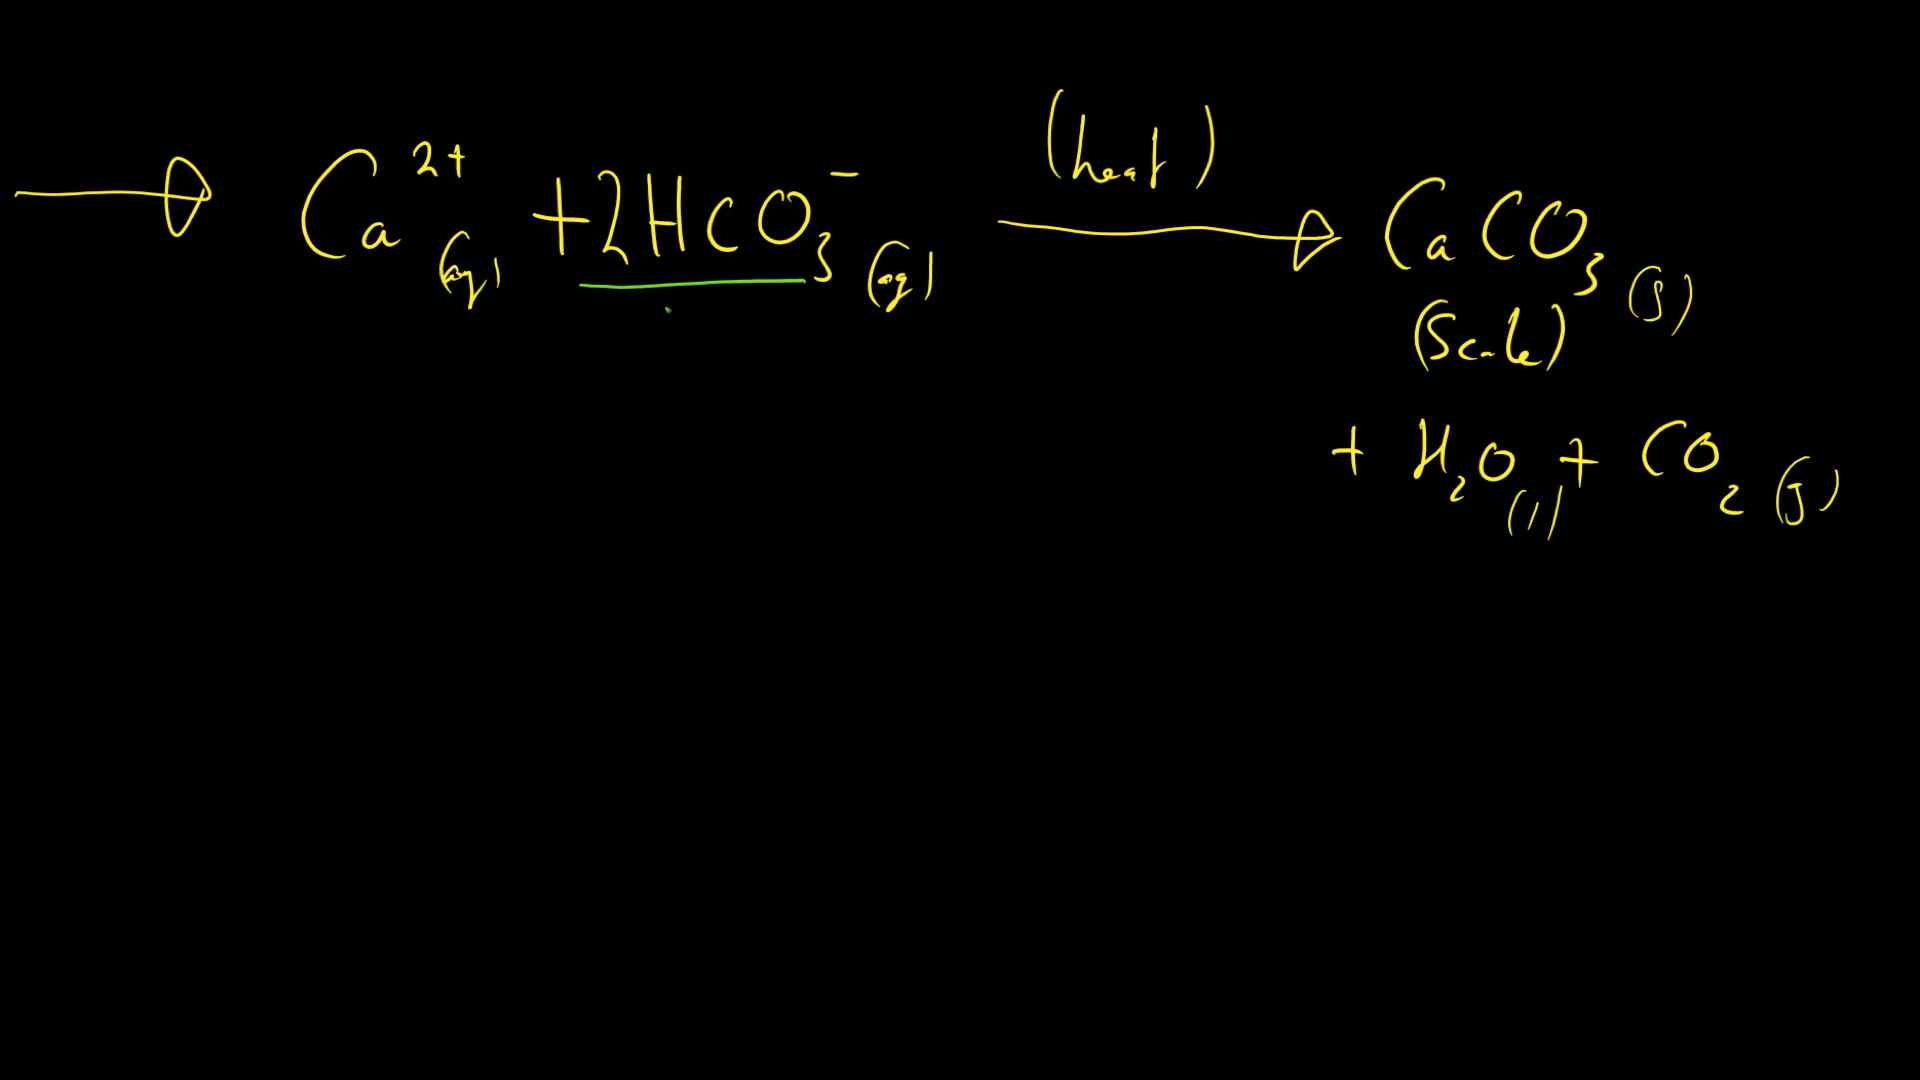 → Ca²⁺(aq) + 2HCO₃⁻(aq) →(heat) CaCO₃(s)
(Scale)
+ H₂O(l) + CO₂(g)